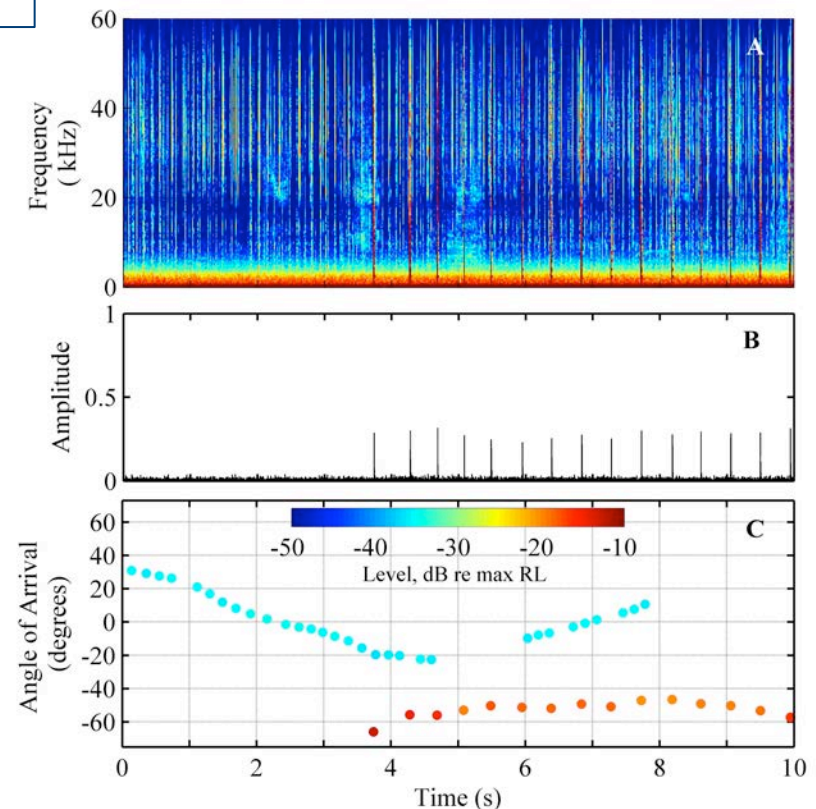 60
A
40
20
0
Frequency
( kHz)
1
B
0.5
0
Amplitude
60
C
-50 -40 -30 -20 -10
40
Level, dB re max RL
20
0
-20
-40
-60
Angle of Arrival
(degrees)
0 2 4 6 8 10
Time (s)